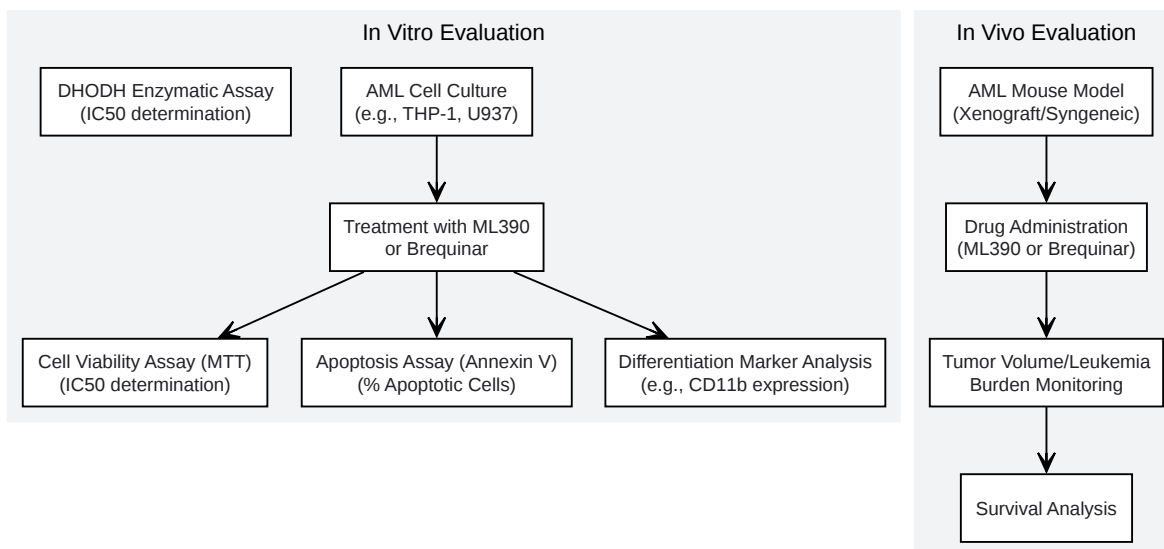 In Vitro Evaluation
DHODH Enzymatic Assay
(IC50 determination)
AML Cell Culture
(e.g., THP-1, U937)
Treatment with ML390
or Brequinar
Cell Viability Assay (MTT)
(IC50 determination)
Apoptosis Assay (Annexin V)
(% Apoptotic Cells)
Differentiation Marker Analysis
(e.g., CD11b expression)
In Vivo Evaluation
AML Mouse Model
(Xenograft/Syngeneic)
Drug Administration
(ML390 or Brequinar)
Tumor Volume/Leukemia
Burden Monitoring
Survival Analysis